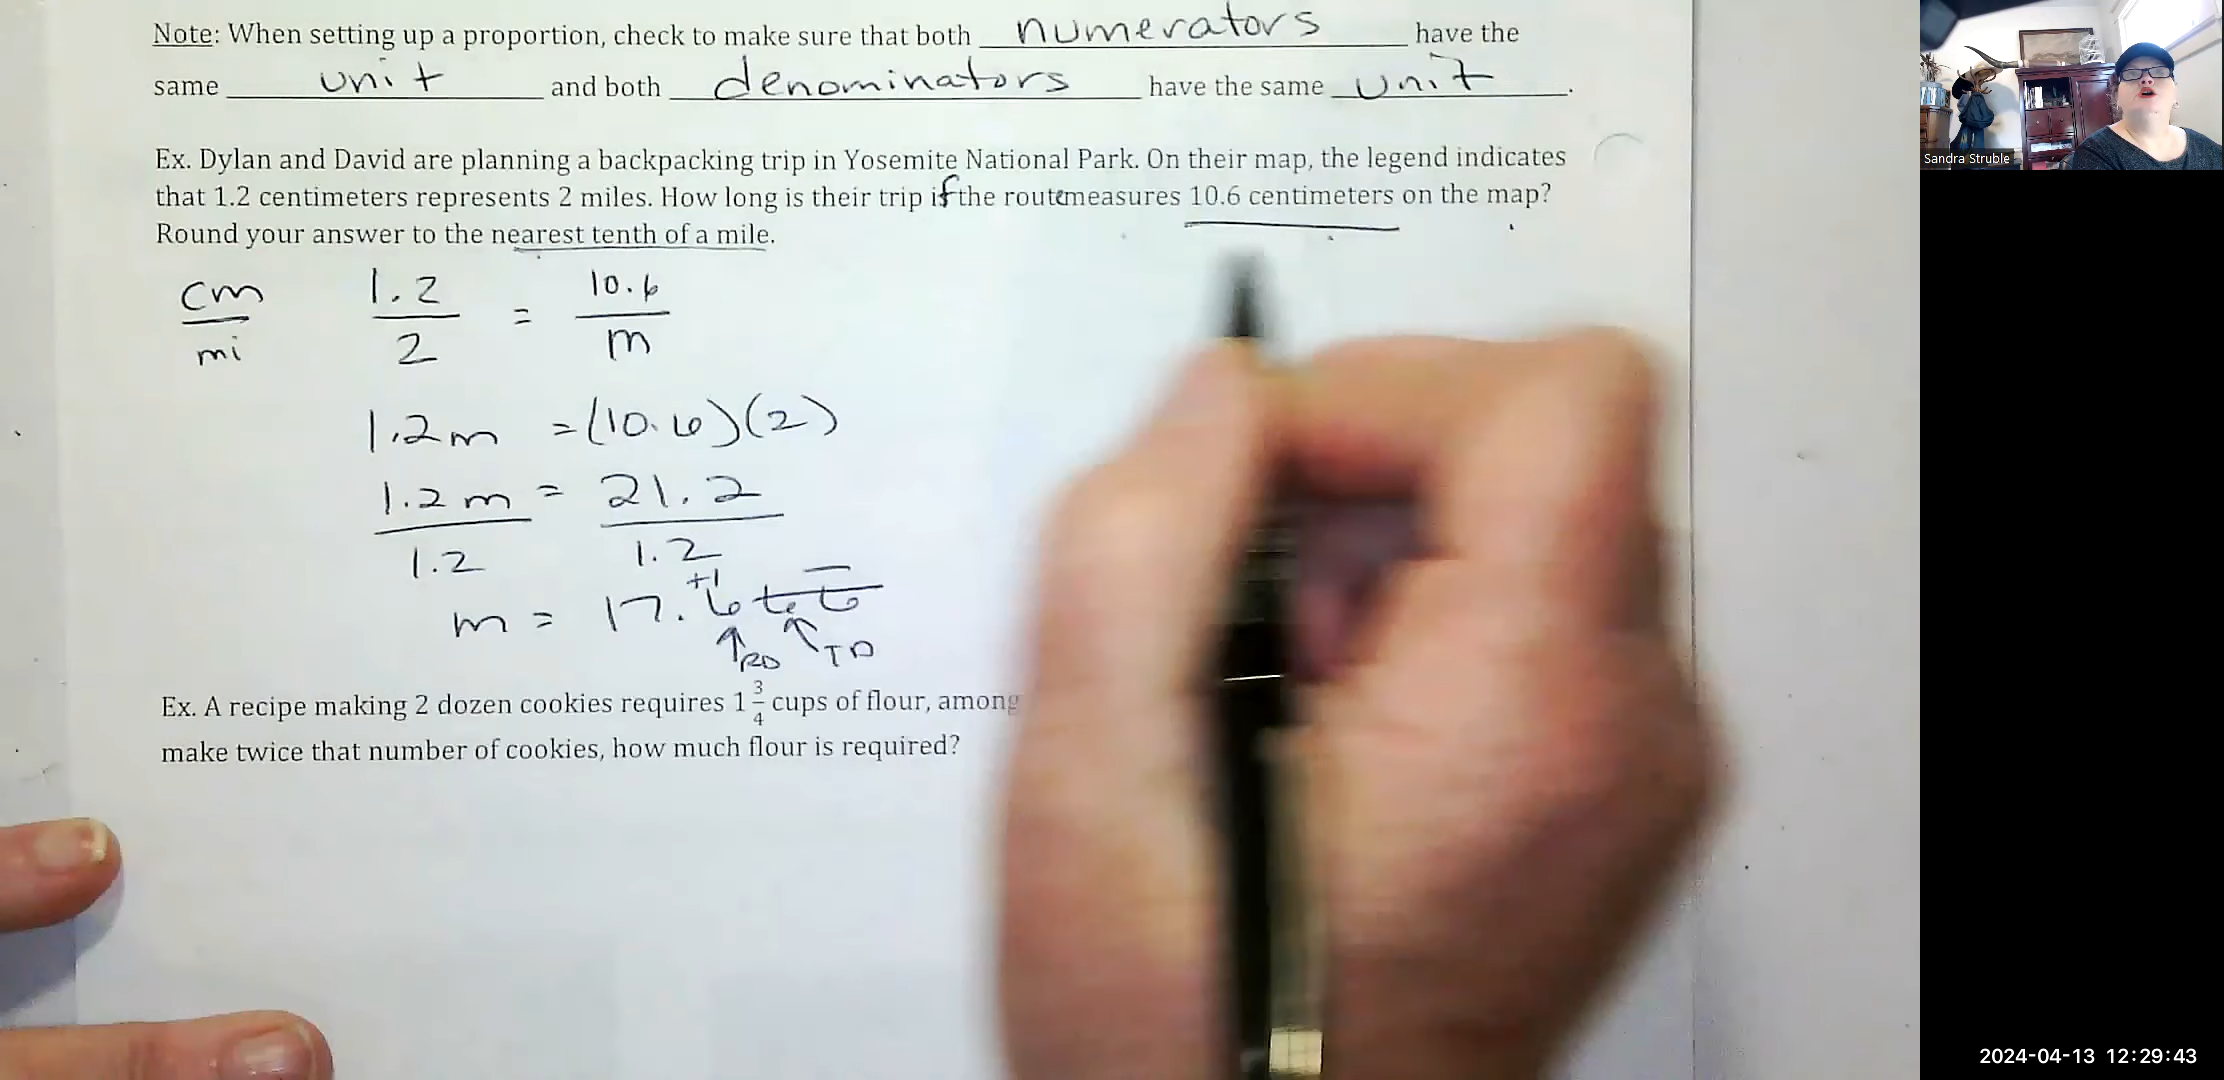 Note: When setting up a proportion, check to make sure that both numerators have the
same unit and both denominators have the same unit.
Ex. Dylan and David are planning a backpacking trip in Yosemite National Park. On their map, the legend indicates
that 1.2 centimeters represents 2 miles. How long is their trip if the route measures 10.6 centimeters on the map?
Round your answer to the nearest tenth of a mile.
cm/mi 1.2/2 = 10.6/m
1.2m = (10.6)(2)
1.2m/1.2 = 21.2/1.2
+1
m = 17.666
↑RD ↑TD
Ex. A recipe making 2 dozen cookies requires 1 3/4 cups of flour, among
make twice that number of cookies, how much flour is required?
Sandra Struble
2024-04-13 12:29:43